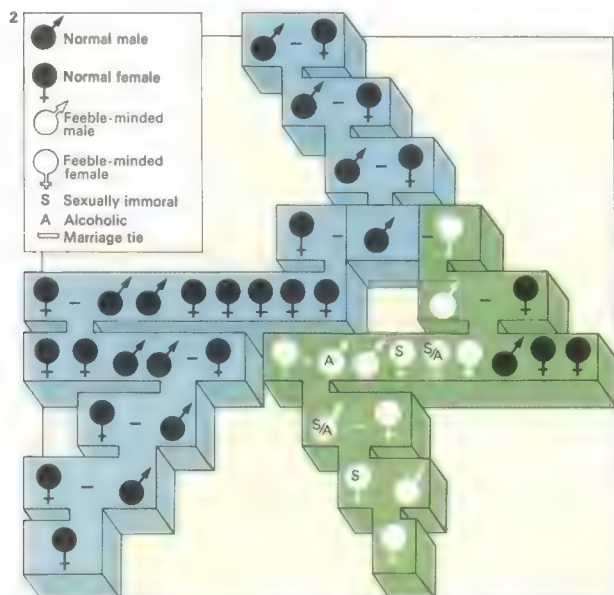 2
Normal male
Normal female
Feeble-minded
male
Feeble-minded
female
S Sexually immoral
A Alcoholic
Marriage tie
A S S/A
S/A
S